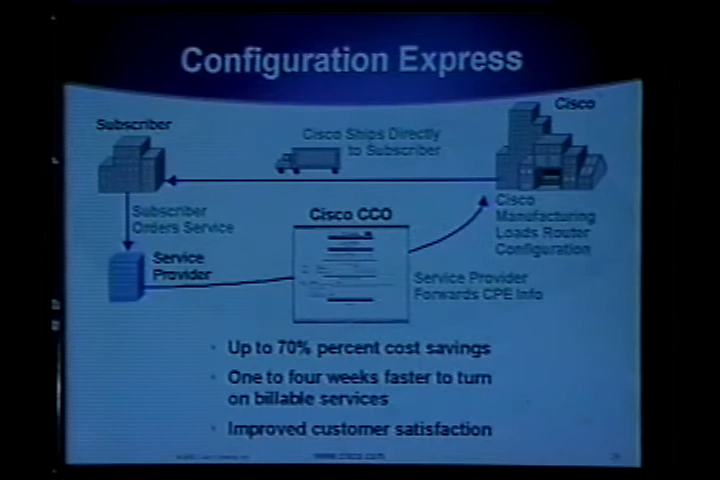 Configuration Express
Subscriber
Cisco
Cisco Ships Directly
to Subscriber
Subscriber
Orders Service
Cisco CCO
Cisco
Manufacturing
Loads Router
Configuration
Service
Provider
Service Provider
Forwards CPE Info
· Up to 70% percent cost savings
· One to four weeks faster to turn
on billable services
· Improved customer satisfaction
www.cisco.com